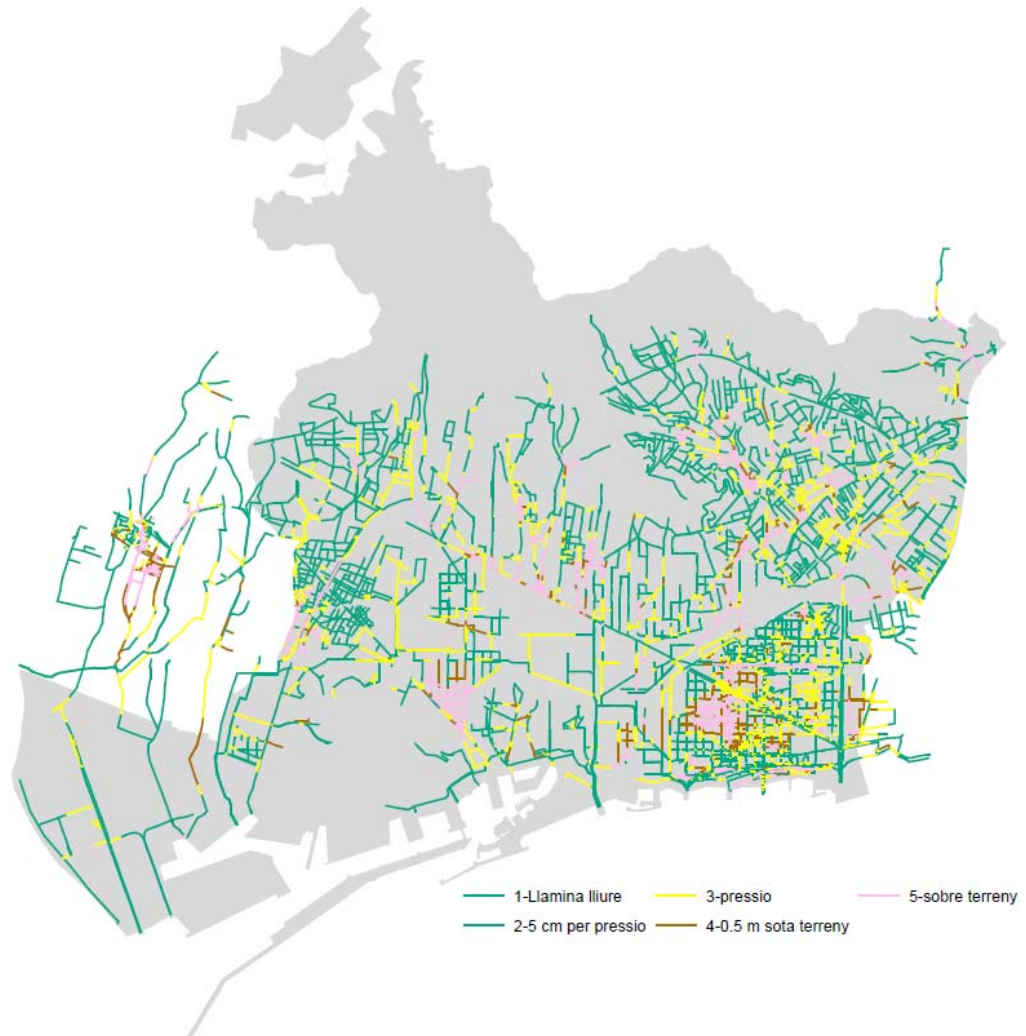 1-Llamina lliure
3-pressio
5-sobre terreny
2-5 cm per pressio
4-0.5 m sota terreny